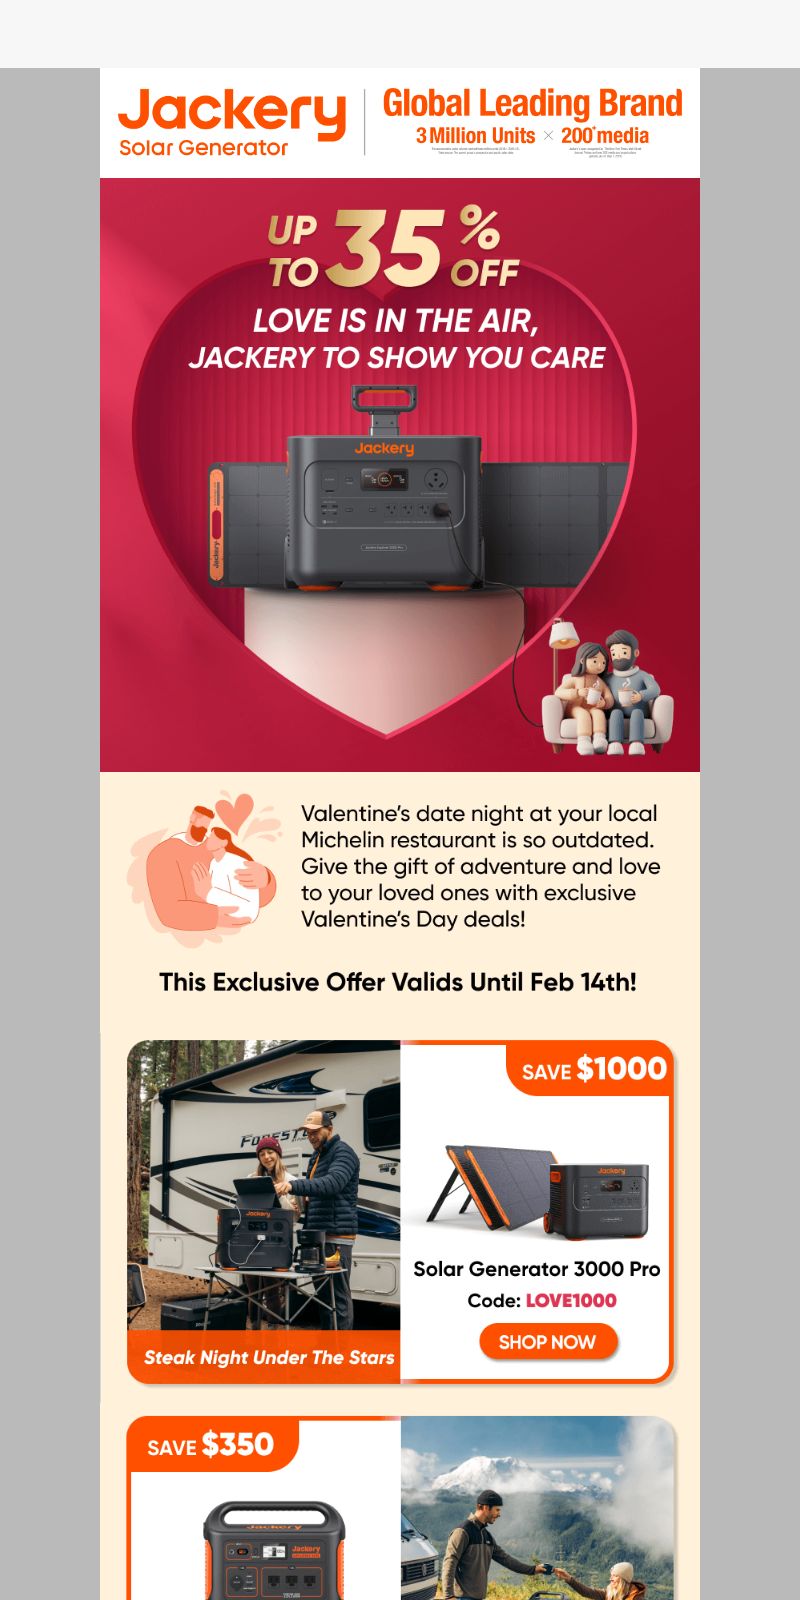 Jackery
Solar Generator
Global Leading Brand
3 Million Units × 200+media
UP TO 35% OFF
LOVE IS IN THE AIR,
JACKERY TO SHOW YOU CARE
Jackery
Jackery
Valentine's date night at your local
Michelin restaurant is so outdated.
Give the gift of adventure and love
to your loved ones with exclusive
Valentine's Day deals!
This Exclusive Offer Valids Until Feb 14th!
SAVE $1000
FOREST
Jackery
Jackery
Solar Generator 3000 Pro
Code: LOVE1000
SHOP NOW
Steak Night Under The Stars
SAVE $350
Jackery
Jackery